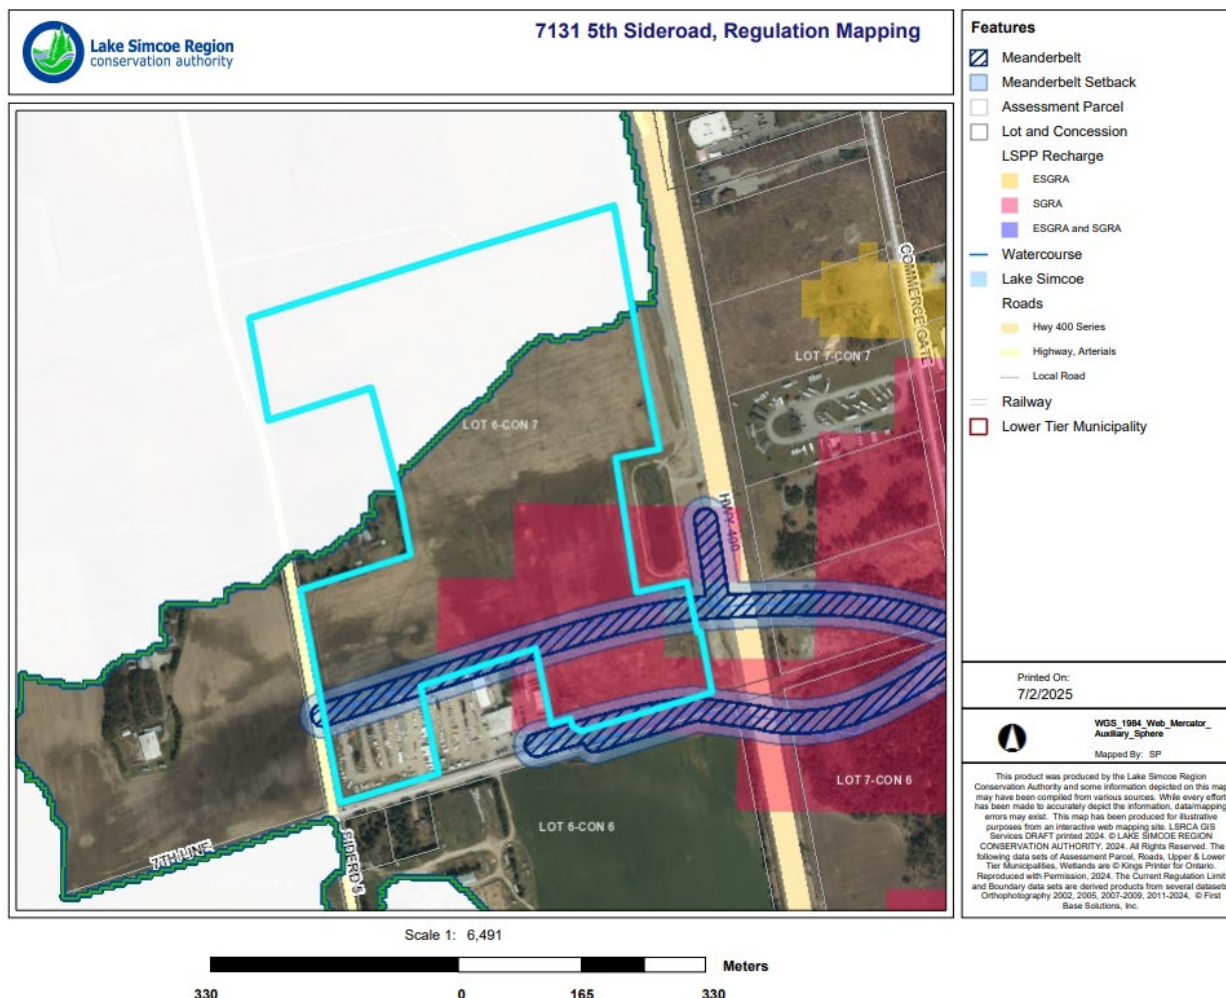 Lake Simcoe Region
conservation authority
7131 5th Sideroad, Regulation Mapping
COMMERCE GATE
LOT 7-CON 7
LOT 6-CON 7
HWY 400
LOT 7-CON 6
LOT 6-CON 6
7TH LINE
SIDERD 5
Features
Meanderbelt
Meanderbelt Setback
Assessment Parcel
Lot and Concession
LSPP Recharge
ESGRA
SGRA
ESGRA and SGRA
Watercourse
Lake Simcoe
Roads
Hwy 400 Series
Highway, Arterials
Local Road
Railway
Lower Tier Municipality
Printed On:
7/2/2025
WGS_1984_Web_Mercator_
Auxiliary_Sphere
Mapped By: SP
This product was produced by the Lake Simcoe Region
Conservation Authority and some information depicted on this map
may have been compiled from various sources. While every effort
has been made to accurately depict the information, data/mapping
errors may exist. This map has been produced for illustrative
purposes from an interactive web mapping site. LSRCA GIS
Services DRAFT printed 2024. © LAKE SIMCOE REGION
CONSERVATION AUTHORITY, 2024. All Rights Reserved. The
following data sets of Assessment Parcel, Roads, Upper & Lower
Tier Municipalities, Wetlands are © Kings Printer for Ontario.
Reproduced with Permission, 2024. The Current Regulation Limit
and Boundary data sets are derived products from several datasets.
Orthophotography 2002, 2005, 2007-2009, 2011-2024, © First
Base Solutions, Inc.
Scale 1: 6,491
Meters
330 0 165 330